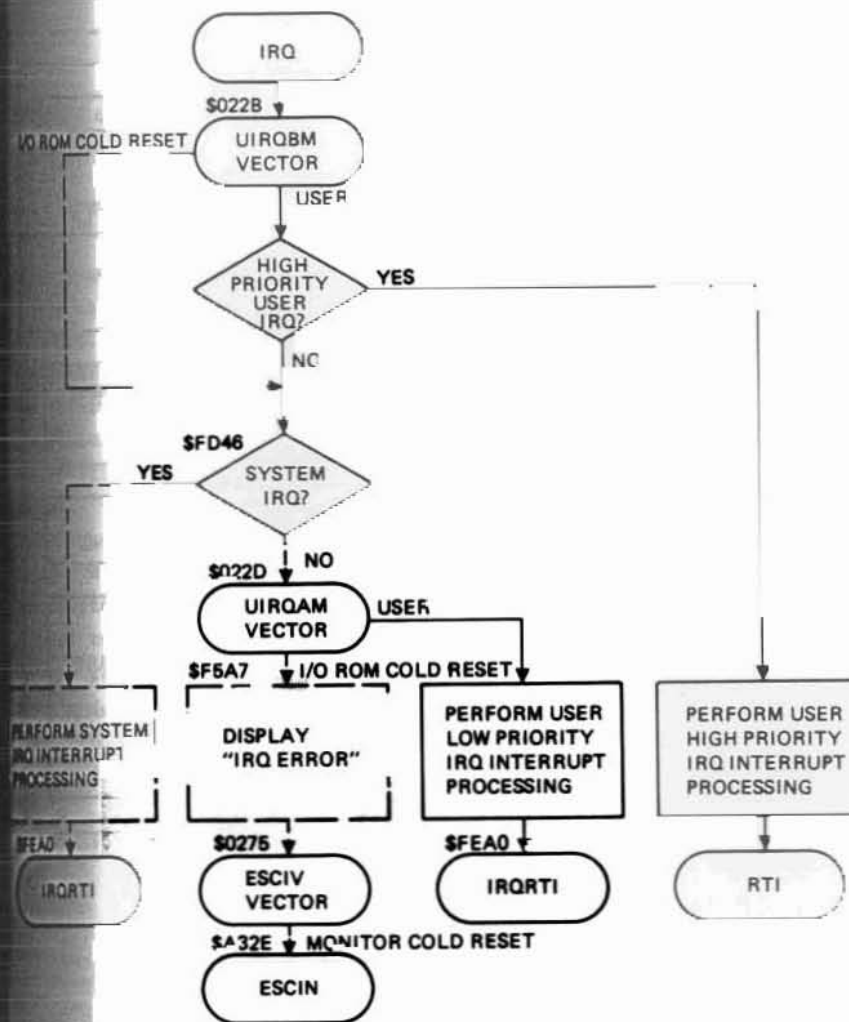 IRQ
$022B
I/O ROM COLD RESET
UIRQBM
VECTOR
USER
HIGH
PRIORITY
USER
IRQ?
YES
NO
$FD46
YES
SYSTEM
IRQ?
NO
$022D
UIRQAM
VECTOR
USER
$F5A7
I/O ROM COLD RESET
PERFORM SYSTEM
IRQ INTERRUPT
PROCESSING
DISPLAY
"IRQ ERROR"
PERFORM USER
LOW PRIORITY
IRQ INTERRUPT
PROCESSING
PERFORM USER
HIGH PRIORITY
IRQ INTERRUPT
PROCESSING
$FEA0
$0275
$FEA0
IRQRTI
ESCIV
VECTOR
IRQRTI
RTI
$A32E
MONITOR COLD RESET
ESCIN